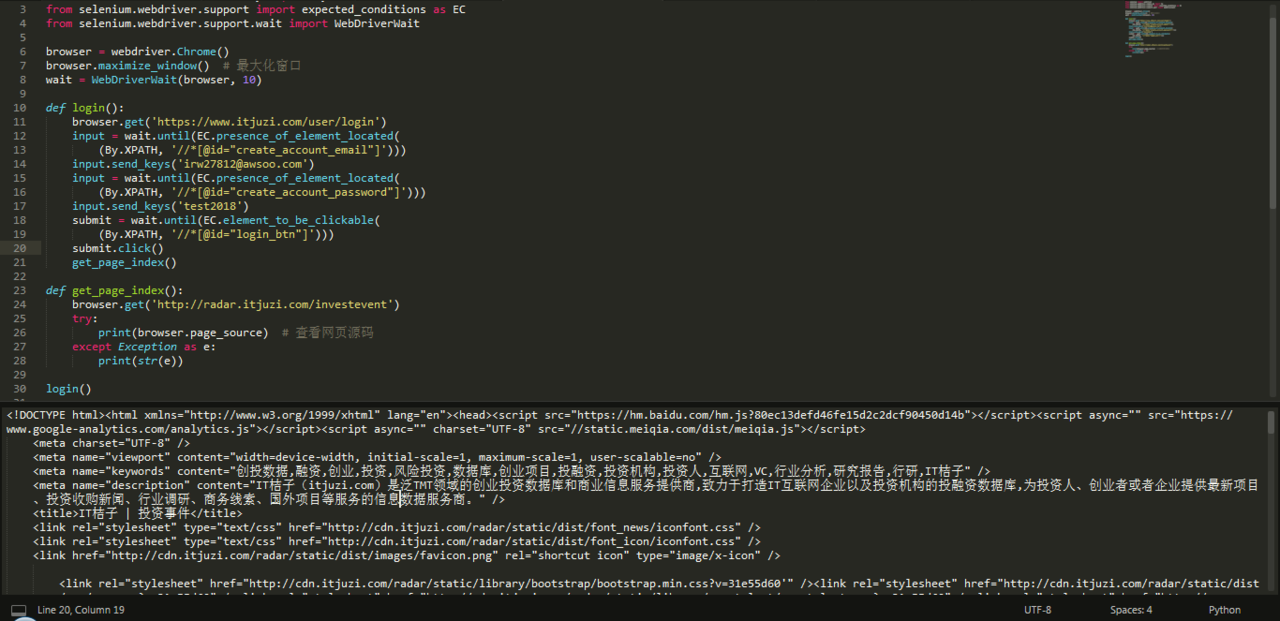 3 from selenium.webdriver.support import expected_conditions as EC
4 from selenium.webdriver.support.wait import WebDriverWait
5
6 browser = webdriver.Chrome()
7 browser.maximize_window()  # 最大化窗口
8 wait = WebDriverWait(browser, 10)
9
10 def login():
11     browser.get('https://www.itjuzi.com/user/login')
12     input = wait.until(EC.presence_of_element_located(
13         (By.XPATH, '//*[@id="create_account_email"]')))
14     input.send_keys('irw27812@awsoo.com')
15     input = wait.until(EC.presence_of_element_located(
16         (By.XPATH, '//*[@id="create_account_password"]')))
17     input.send_keys('test2018')
18     submit = wait.until(EC.element_to_be_clickable(
19         (By.XPATH, '//*[@id="login_btn"]')))
20     submit.click()
21     get_page_index()
22
23 def get_page_index():
24     browser.get('http://radar.itjuzi.com/investevent')
25     try:
26         print(browser.page_source)  # 查看网页源码
27     except Exception as e:
28         print(str(e))
29
30 login()
<!DOCTYPE html><html xmlns="http://www.w3.org/1999/xhtml" lang="en"><head><script src="https://hm.baidu.com/hm.js?80ec13defd46fe15d2c2dcf90450d14b"></script><script async="" src="https://
www.google-analytics.com/analytics.js"></script><script async="" charset="UTF-8" src="//static.meiqia.com/dist/meiqia.js"></script>
<meta charset="UTF-8" />
<meta name="viewport" content="width=device-width, initial-scale=1, maximum-scale=1, user-scalable=no" />
<meta name="keywords" content="创投数据,融资,创业,投资,风险投资,数据库,创业项目,投融资,投资机构,投资人,互联网,VC,行业分析,研究报告,行研,IT桔子" />
<meta name="description" content="IT桔子（itjuzi.com）是泛TMT领域的创业投资数据库和商业信息服务提供商,致力于打造IT互联网企业以及投资机构的投融资数据库,为投资人、创业者或者企业提供最新项目
、投资收购新闻、行业调研、商务线索、国外项目等服务的信息数据服务商。" />
<title>IT桔子 | 投资事件</title>
<link rel="stylesheet" type="text/css" href="http://cdn.itjuzi.com/radar/static/dist/font_news/iconfont.css" />
<link rel="stylesheet" type="text/css" href="http://cdn.itjuzi.com/radar/static/dist/font_icon/iconfont.css" />
<link href="http://cdn.itjuzi.com/radar/static/dist/images/favicon.png" rel="shortcut icon" type="image/x-icon" />
<link rel="stylesheet" href="http://cdn.itjuzi.com/radar/static/library/bootstrap/bootstrap.min.css?v=31e55d60'" /><link rel="stylesheet" href="http://cdn.itjuzi.com/radar/static/dist
Line 20, Column 19
UTF-8
Spaces: 4
Python